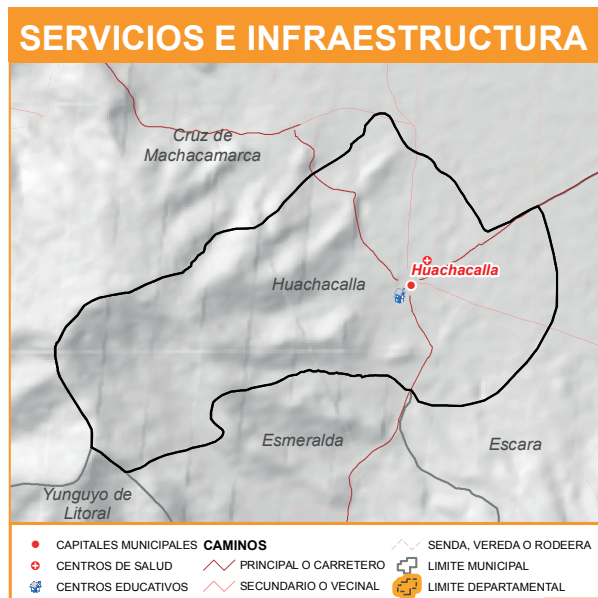 SERVICIOS E INFRAESTRUCTURA
Cruz de
Machacamarca
Huachacalla
Huachacalla
Esmeralda
Escara
Yunguyo de
Litoral
CAPITALES MUNICIPALES
CENTROS DE SALUD
CENTROS EDUCATIVOS
CAMINOS
PRINCIPAL O CARRETERO
SECUNDARIO O VECINAL
SENDA, VEREDA O RODEERA
LIMITE MUNICIPAL
LIMITE DEPARTAMENTAL